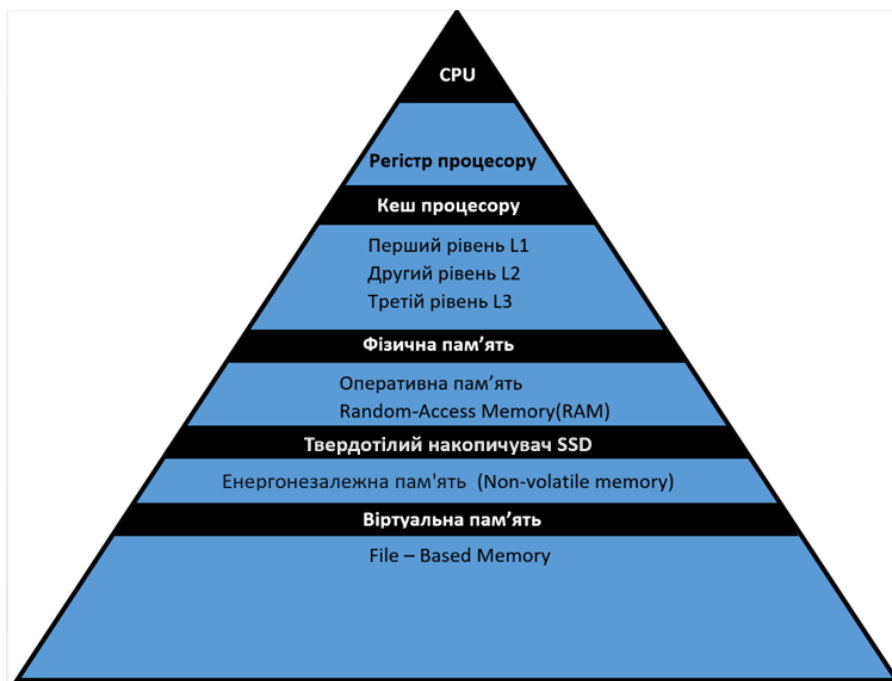 CPU
Регістр процесору
Кеш процесору
Перший рівень L1
Другий рівень L2
Третій рівень L3
Фізична пам’ять
Оперативна пам’ять
Random-Access Memory(RAM)
Твердотілий накопичувач SSD
Енергонезалежна пам'ять (Non-volatile memory)
Віртуальна пам’ять
File – Based Memory